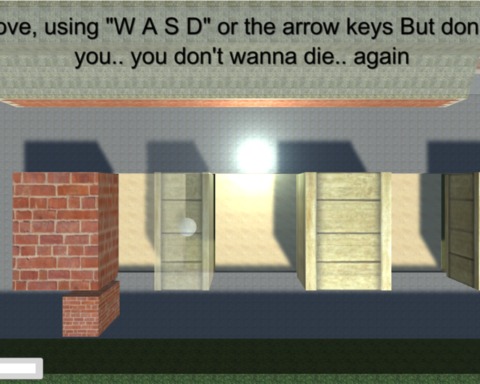 ove, using "W A S D" or the arrow keys But don
you.. you don't wanna die.. again